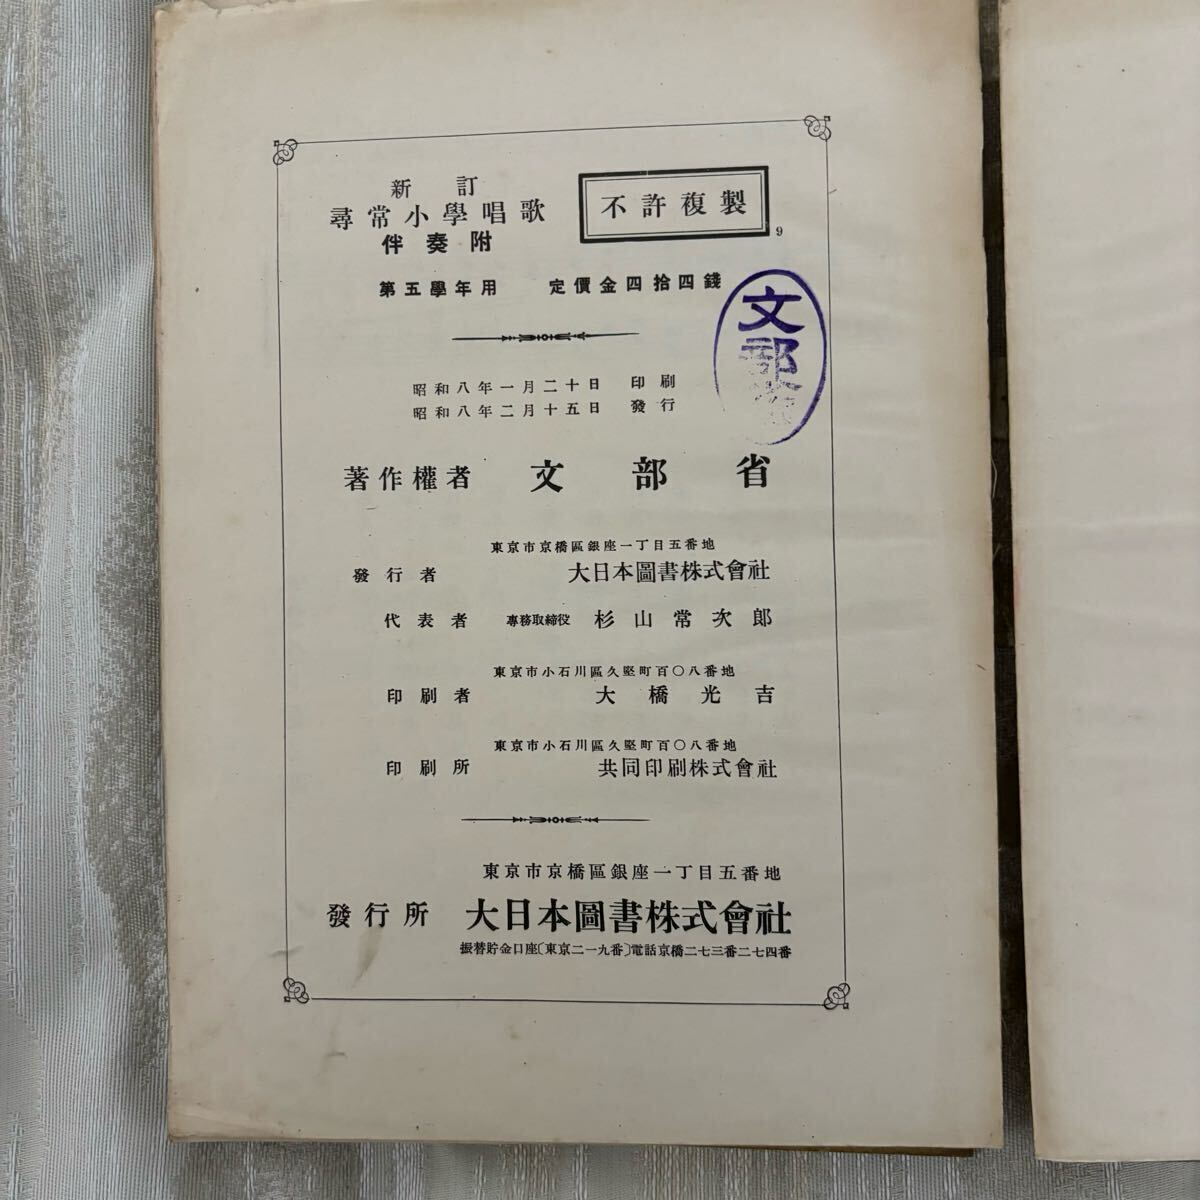 新訂
尋常小學唱歌
伴奏附
不許複製
9
第五學年用 定價金四拾四錢
文部省
昭和八年一月二十日 印刷
昭和八年二月十五日 發行
著作權者 文部省
東京市京橋區銀座一丁目五番地
發行者 大日本圖書株式會社
代表者 專務取締役 杉山常次郎
東京市小石川區久堅町百〇八番地
印刷者 大橋光吉
東京市小石川區久堅町百〇八番地
印刷所 共同印刷株式會社
東京市京橋區銀座一丁目五番地
發行所 大日本圖書株式會社
振替貯金口座〔東京二一九番〕電話京橋二七三番二七四番